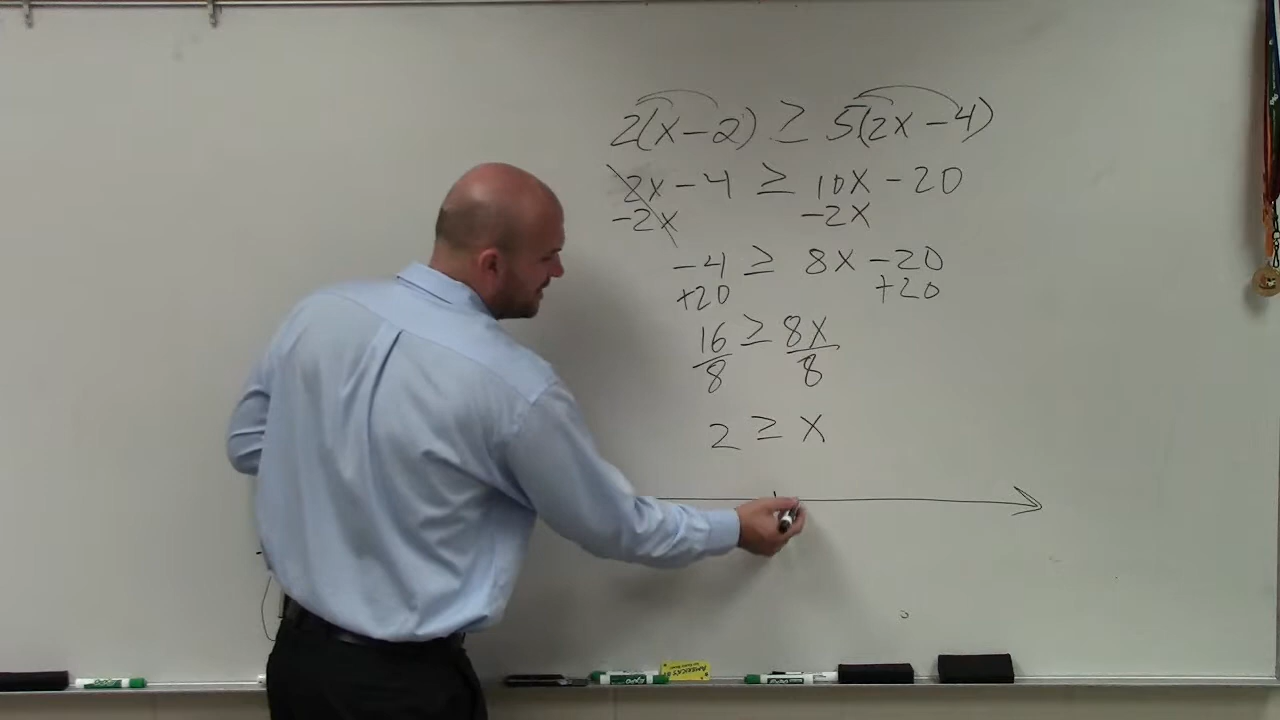 2(x-2) ≥ 5(2x-4)
2x-4 ≥ 10x-20
-2x -2x
-4 ≥ 8x-20
+20 +20
16 ≥ 8x
8 8
2 ≥ x
EXPO